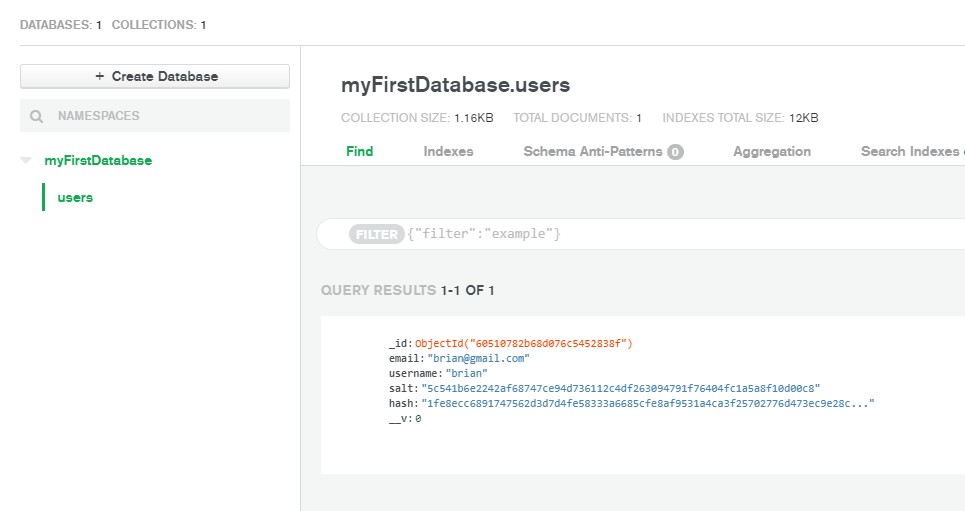 DATABASES: 1 COLLECTIONS: 1
+ Create Database
NAMESPACES
myFirstDatabase
users
myFirstDatabase.users
COLLECTION SIZE: 1.16KB TOTAL DOCUMENTS: 1 INDEXES TOTAL SIZE: 12KB
Find Indexes Schema Anti-Patterns 0 Aggregation Search Indexes
FILTER {"filter":"example"}
QUERY RESULTS 1-1 OF 1
_id: ObjectId("60510782b68d076c5452838f")
email: "brian@gmail.com"
username: "brian"
salt: "5c541b6e2242af68747ce94d736112c4df263094791f76404fc1a5a8f10d00c8"
hash: "1fe8ecc6891747562d3d7d4fe58333a6685cfe8af9531a4ca3f25702776d473ec9e28c..."
__v: 0